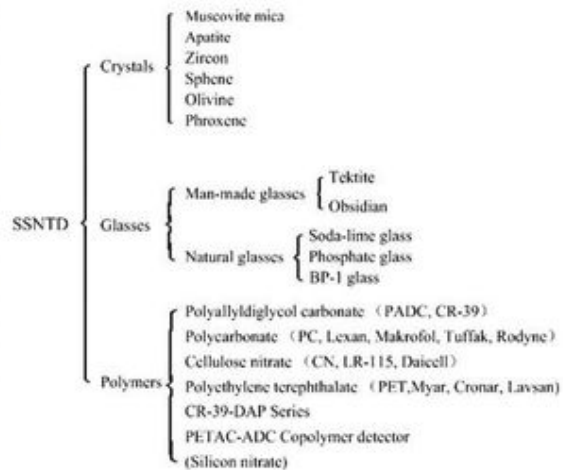 Muscovite mica
Apatite
Zircon
Crystals
Sphene
Olivine
Phroxene
Tektite
Man-made glasses
Obsidian
SSNTD
Glasses
Soda-lime glass
Natural glasses
Phosphate glass
BP-1 glass
Polyallyldiglycol carbonate （PADC, CR-39）
Polycarbonate （PC, Lexan, Makrofol, Tuffak, Rodyne）
Cellulose nitrate （CN, LR-115, Daicell）
Polymers
Polyethylene terephthalate （PET,Myar, Cronar, Lavsan)
CR-39-DAP Series
PETAC-ADC Copolymer detector
(Silicon nitrate)